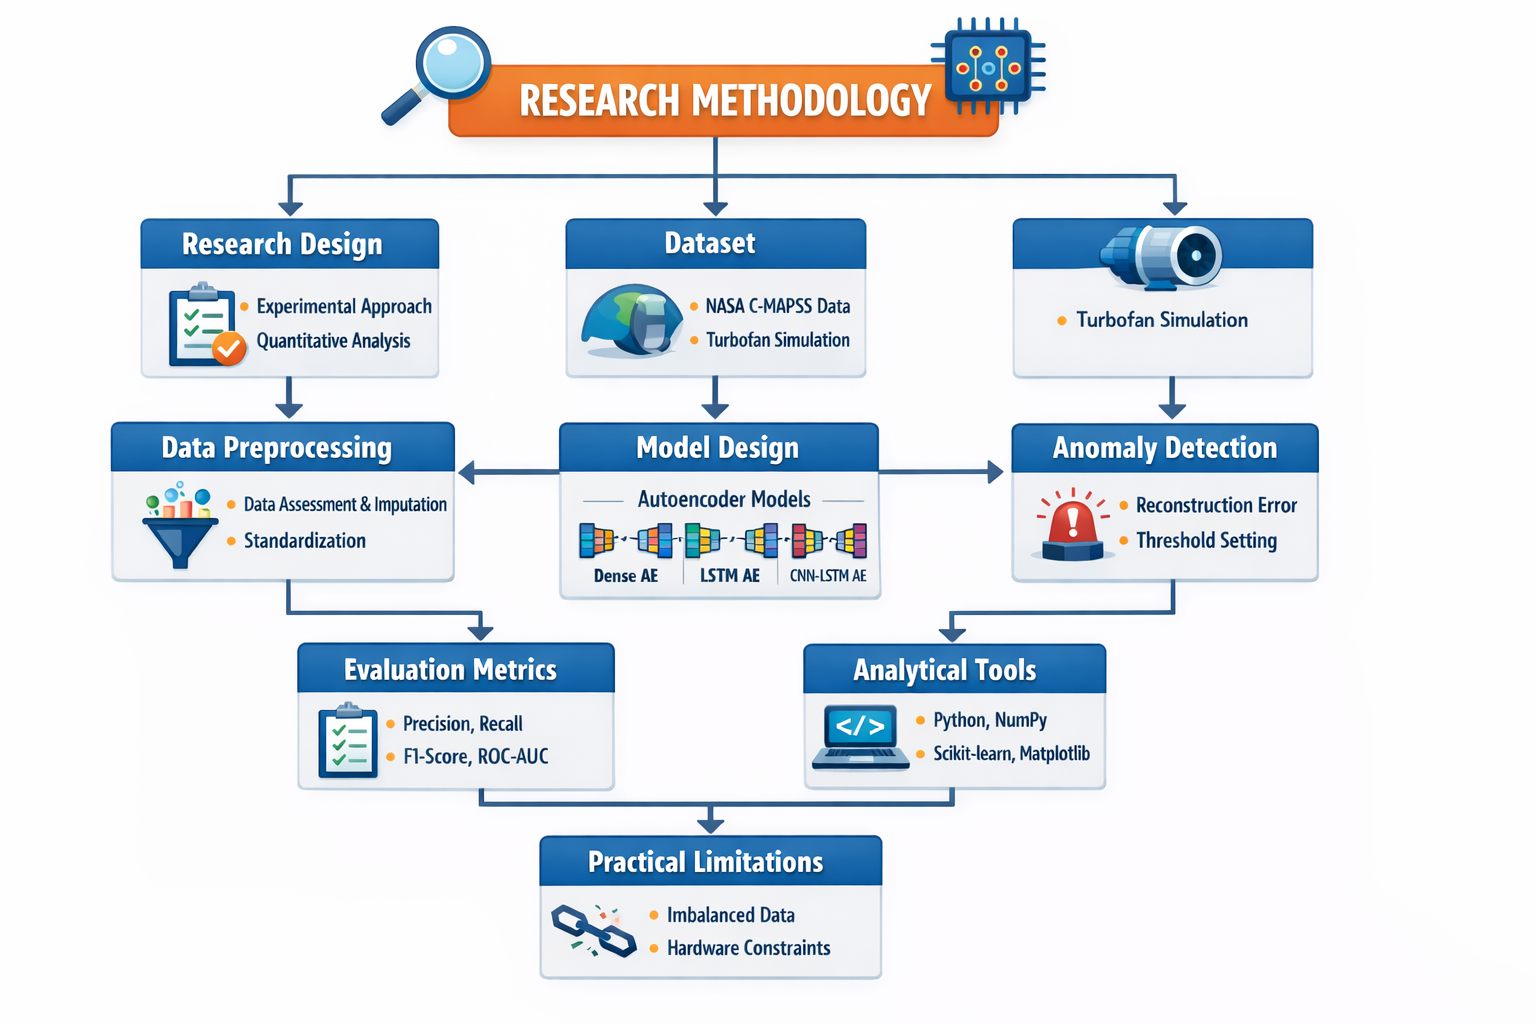 RESEARCH METHODOLOGY
Research Design
Experimental Approach
Quantitative Analysis
Dataset
NASA C-MAPSS Data
Turbofan Simulation
Turbofan Simulation
Data Preprocessing
Data Assessment & Imputation
Standardization
Model Design
Autoencoder Models
Dense AE
LSTM AE
CNN-LSTM AE
Anomaly Detection
Reconstruction Error
Threshold Setting
Evaluation Metrics
Precision, Recall
F1-Score, ROC-AUC
Analytical Tools
</>
Python, NumPy
Scikit-learn, Matplotlib
Practical Limitations
Imbalanced Data
Hardware Constraints